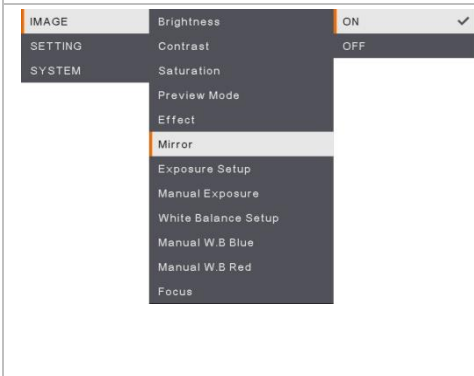 IMAGE
SETTING
SYSTEM
Brightness
Contrast
Saturation
Preview Mode
Effect
Mirror
Exposure Setup
Manual Exposure
White Balance Setup
Manual W.B Blue
Manual W.B Red
Focus
ON
OFF